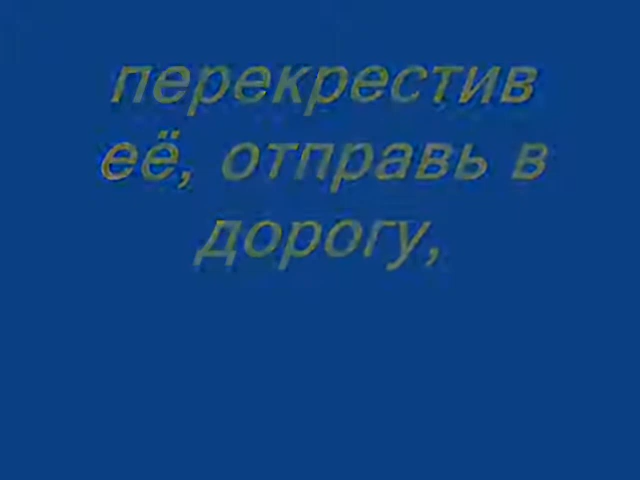 перекрестив
её, отправь в
дорогу,